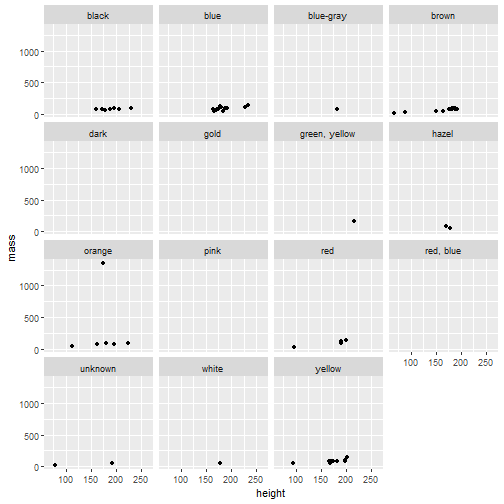 black blue blue-gray brown
1000
500
0
dark gold green, yellow hazel
1000
500
0
mass
orange pink red red, blue
1000
500
0
100 150 200 250
unknown white yellow
1000
500
0
100 150 200 250 100 150 200 250 100 150 200 250
height